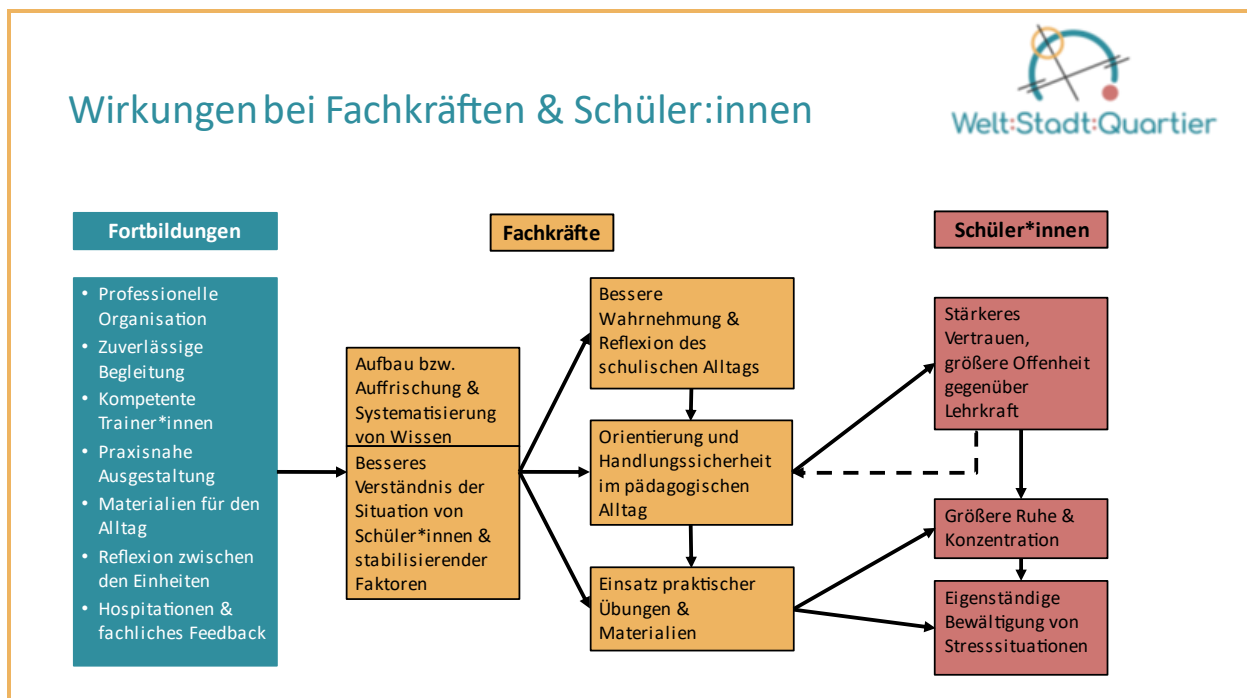 Wirkungen bei Fachkräften & Schüler:innen
Welt:Stadt:Quartier
Fortbildungen
• Professionelle
Organisation
• Zuverlässige
Begleitung
• Kompetente
Trainer*innen
• Praxisnahe
Ausgestaltung
• Materialien für den
Alltag
• Reflexion zwischen
den Einheiten
• Hospitationen &
fachliches Feedback
Fachkräfte
Aufbau bzw.
Auffrischung &
Systematisierung
von Wissen
Besseres
Verständnis der
Situation von
Schüler*innen &
stabilisierender
Faktoren
Bessere
Wahrnehmung &
Reflexion des
schulischen Alltags
Orientierung und
Handlungssicherheit
im pädagogischen
Alltag
Einsatz praktischer
Übungen &
Materialien
Schüler*innen
Stärkeres
Vertrauen,
größere Offenheit
gegenüber
Lehrkraft
Größere Ruhe &
Konzentration
Eigenständige
Bewältigung von
Stresssituationen